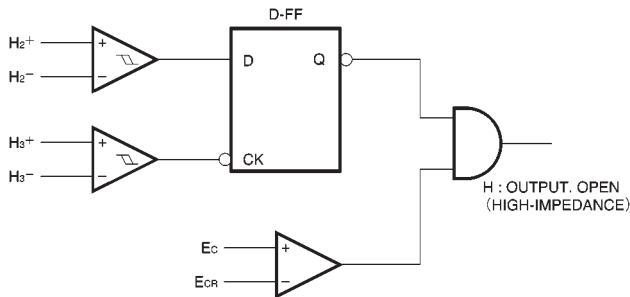 D-FF
H2+
H2-
+
-
D
Q
H3+
H3-
+
-
CK
H : OUTPUT. OPEN
(HIGH-IMPEDANCE)
EC
ECR
+
-